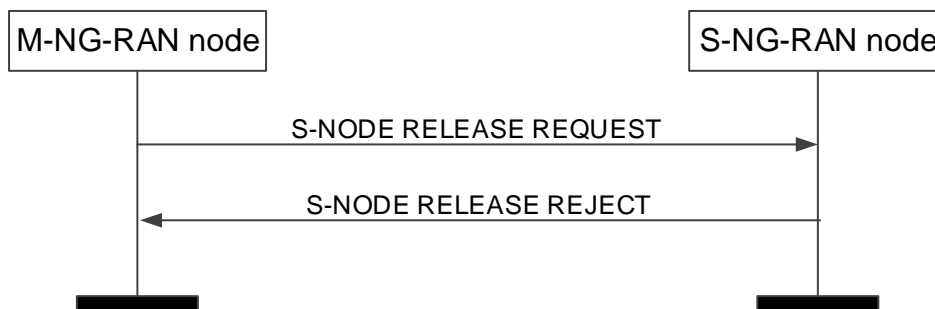 M-NG-RAN node
S-NG-RAN node
S-NODE RELEASE REQUEST
S-NODE RELEASE REJECT